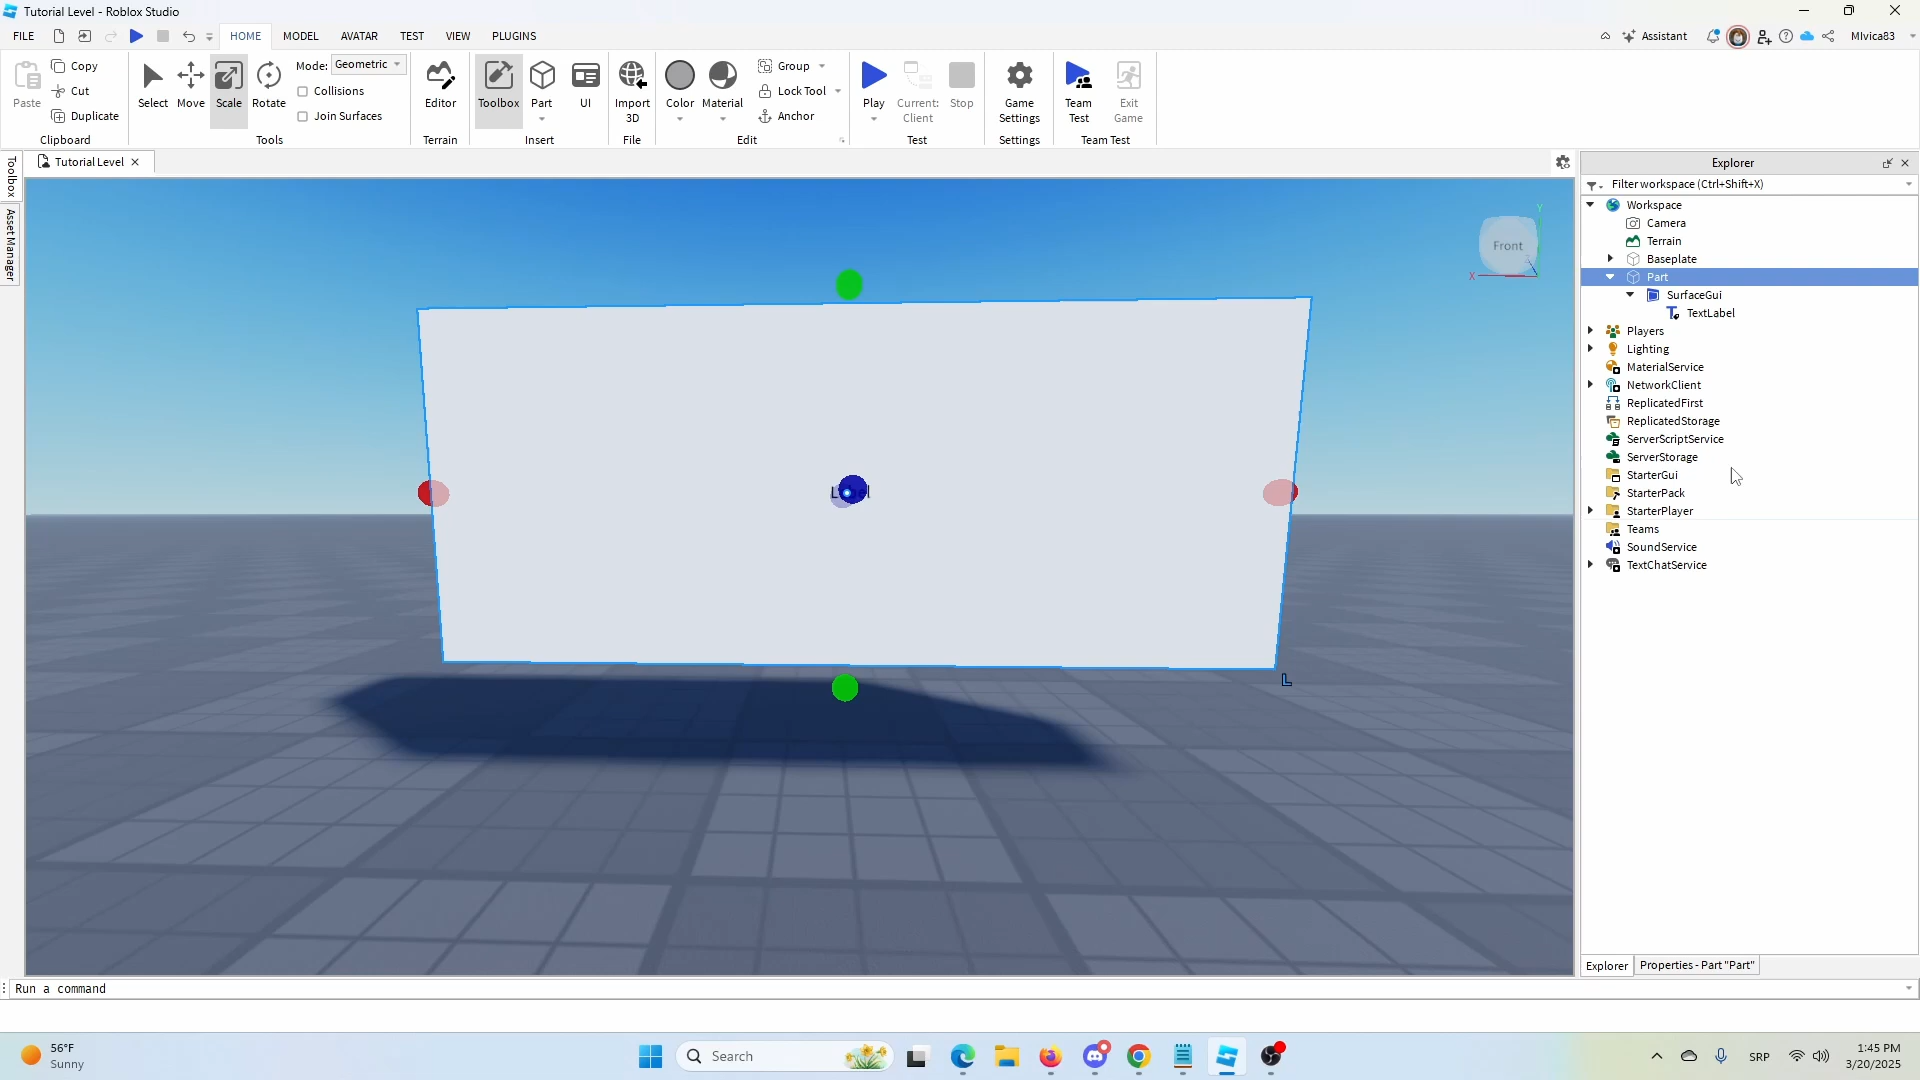 Tutorial Level - Roblox Studio
FILE HOME MODEL AVATAR TEST VIEW PLUGINS Assistant MIvica83
Paste Copy Cut Duplicate Clipboard
Select Move Scale Rotate Mode: Geometric Collisions Join Surfaces Tools
Editor Terrain
Toolbox Part UI Insert
Import 3D File
Color Material Group Lock Tool Anchor Edit
Play Current: Client Stop Test
Game Settings Settings
Team Test Exit Game Team Test
Toolbox
Asset Manager
Tutorial Level
Front
Y
X
L
Explorer
Filter workspace (Ctrl+Shift+X)
Workspace
Camera
Terrain
Baseplate
Part
SurfaceGui
TextLabel
Players
Lighting
MaterialService
NetworkClient
ReplicatedFirst
ReplicatedStorage
ServerScriptService
ServerStorage
StarterGui
StarterPack
StarterPlayer
Teams
SoundService
TextChatService
Explorer Properties - Part "Part"
Run a command
56°F
Sunny
Search
SRP
1:45 PM
3/20/2025